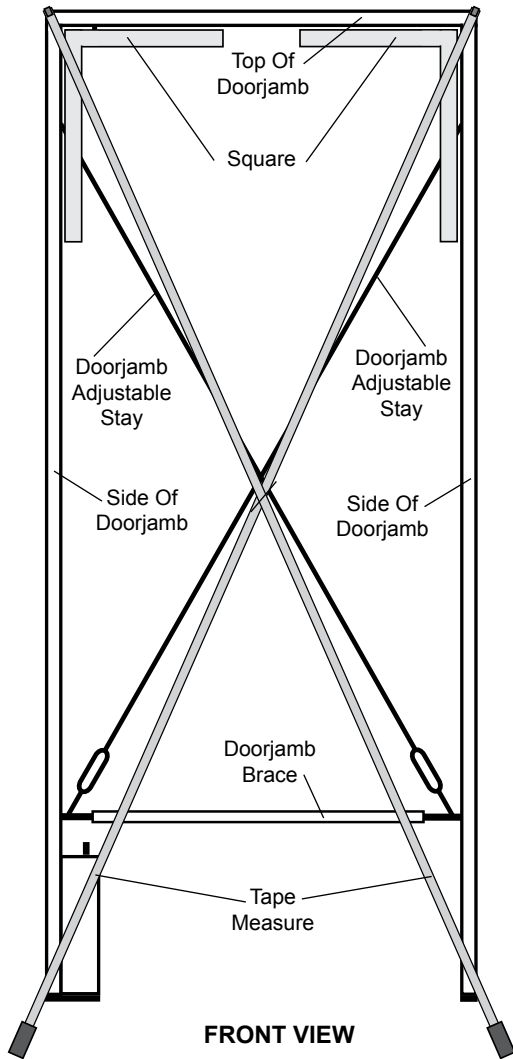 Top Of
Doorjamb
Square
Doorjamb
Adjustable
Stay
Doorjamb
Adjustable
Stay
Side Of
Doorjamb
Side Of
Doorjamb
Doorjamb
Brace
Tape
Measure
FRONT VIEW